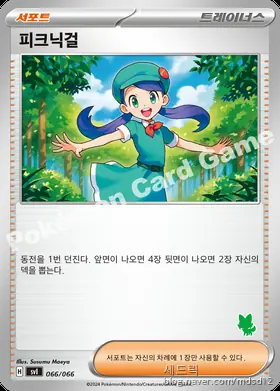 서포트 트레이너스
피크닉걸
Pokémon Card Game
동전을 1번 던진다. 앞면이 나오면 4장 뒷면이 나오면 2장 자신의
덱을 뽑는다.
Illus. Susumu Maeya
H svI 066/066
서포트는 자신의 차례에 1장만 사용할 수 있다.
©2024 Pokémon/Nintendo/Creatures/GAME FREAK
세드릭